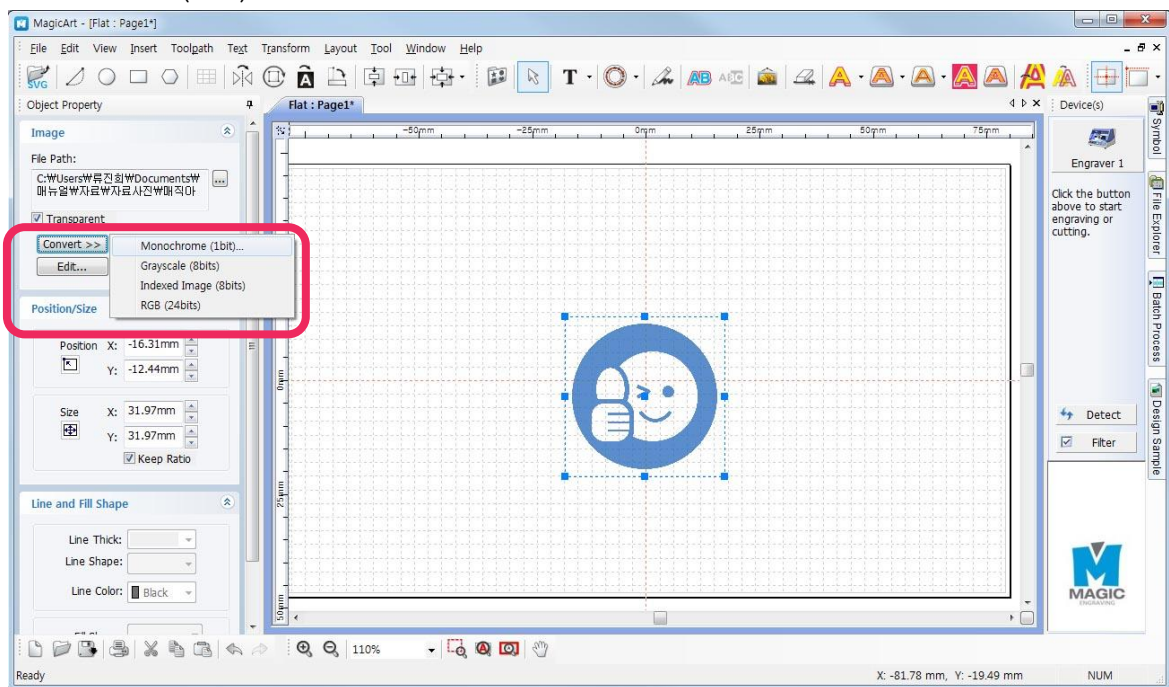 MagicArt - [Flat : Page1*]
File Edit View Insert Toolpath Text Transform Layout Tool Window Help
SVG T A AB A A A A A A
Object Property
Flat : Page1*
Device(s)
Image
File Path:
C:₩Users₩류진희₩Documents₩
매뉴얼₩자료₩자료사진₩매직아
...
Transparent
Convert >>
Edit...
Monochrome (1bit)...
Grayscale (8bits)
Indexed Image (8bits)
RGB (24bits)
Position/Size
Position X: -16.31mm
Y: -12.44mm
Size X: 31.97mm
Y: 31.97mm
Keep Ratio
Line and Fill Shape
Line Thick:
Line Shape:
Line Color: Black
-50mm -25mm 0mm 25mm 50mm 75mm
0mm
25mm
50mm
Engraver 1
Click the button
above to start
engraving or
cutting.
Detect
Filter
MAGIC
ENGRAVING
Symbol
File Explorer
Batch Process
Design Sample
110%
Ready
X: -81.78 mm, Y: -19.49 mm
NUM